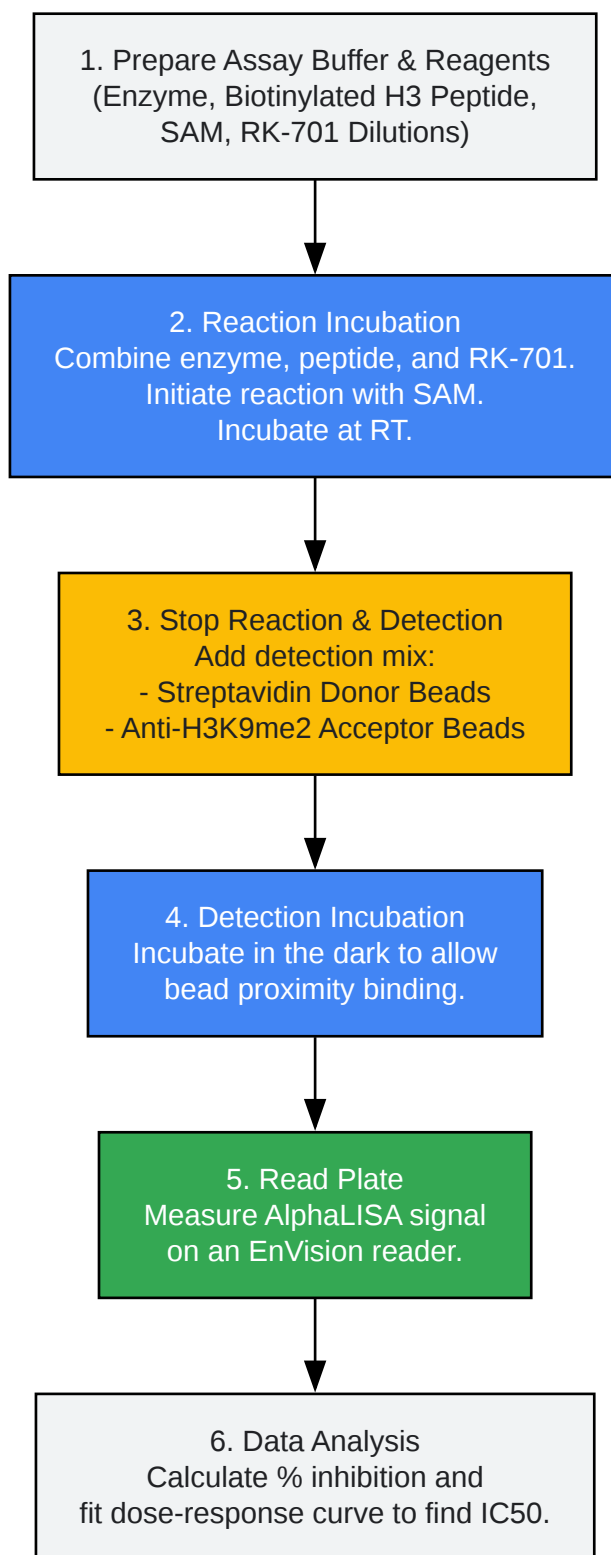 1. Prepare Assay Buffer & Reagents
(Enzyme, Biotinylated H3 Peptide,
SAM, RK-701 Dilutions)
2. Reaction Incubation
Combine enzyme, peptide, and RK-701.
Initiate reaction with SAM.
Incubate at RT.
3. Stop Reaction & Detection
Add detection mix:
- Streptavidin Donor Beads
- Anti-H3K9me2 Acceptor Beads
4. Detection Incubation
Incubate in the dark to allow
bead proximity binding.
5. Read Plate
Measure AlphaLISA signal
on an EnVision reader.
6. Data Analysis
Calculate % inhibition and
fit dose-response curve to find IC50.